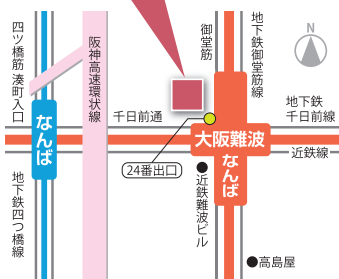 四ツ橋筋
湊町入口
阪神高速環状線
御堂筋
地下鉄御堂筋線
N
千日前通
地下鉄
千日前線
なんば
大阪難波
なんば
近鉄線
24番出口
近鉄難波ビル
地下鉄四つ橋線
高島屋